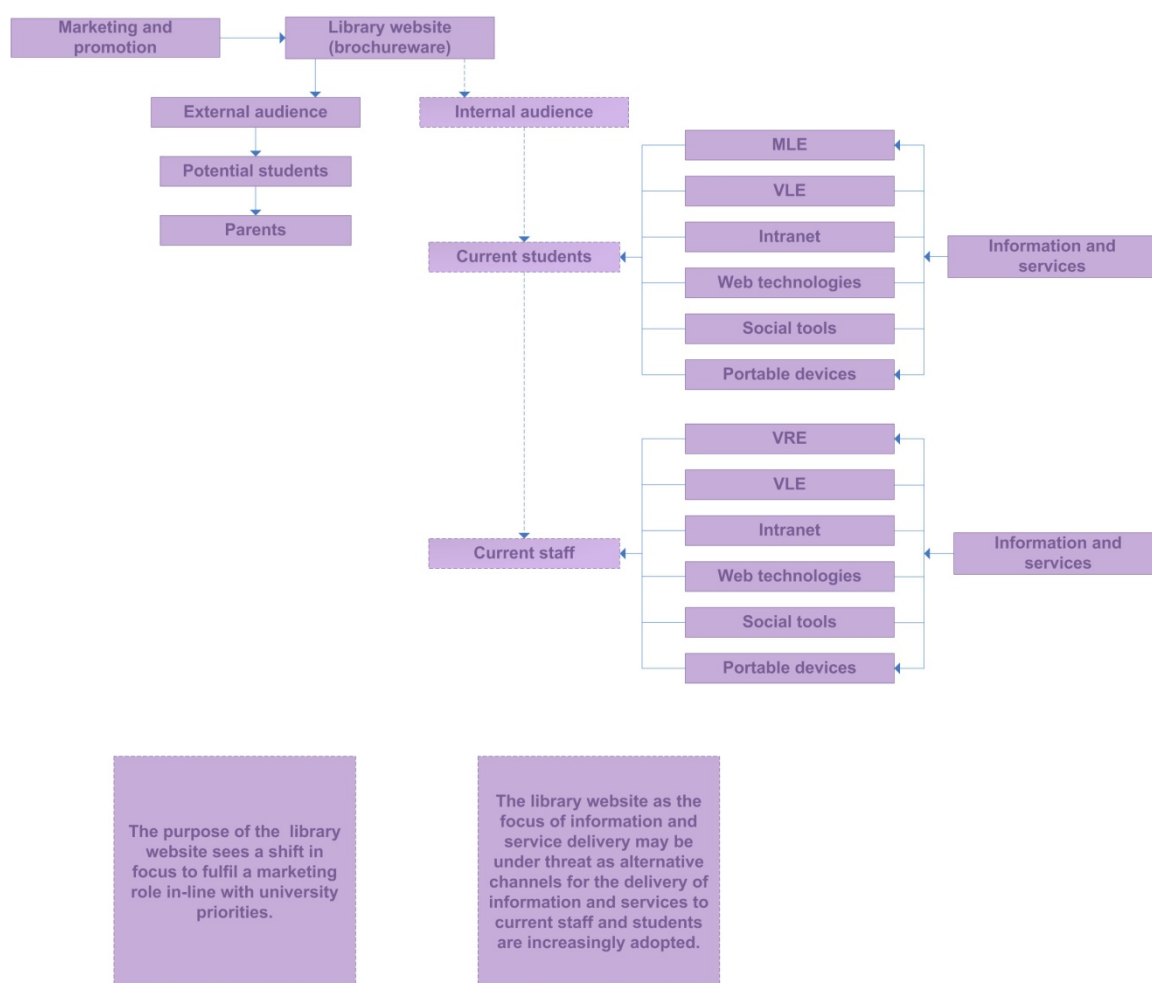 Marketing and
promotion
Library website
(brochureware)
External audience
Internal audience
Potential students
Parents
Current students
MLE
VLE
Intranet
Web technologies
Social tools
Portable devices
Information and
services
Current staff
VRE
VLE
Intranet
Web technologies
Social tools
Portable devices
Information and
services
The purpose of the library
website sees a shift in
focus to fulfil a marketing
role in-line with university
priorities.
The library website as the
focus of information and
service delivery may be
under threat as alternative
channels for the delivery of
information and services to
current staff and students
are increasingly adopted.